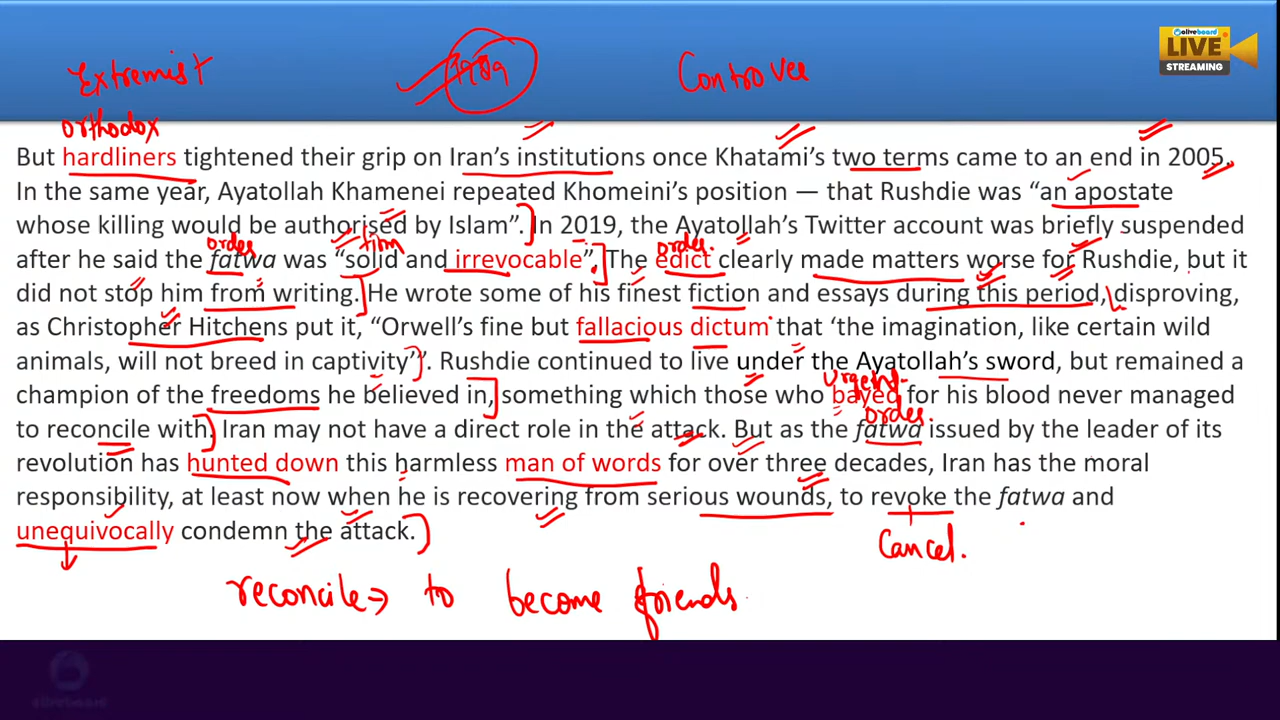 oliveboard
LIVE
STREAMING
Extremist
1989
Controver
orthodox
But hardliners tightened their grip on Iran's institutions once Khatami's two terms came to an end in 2005.
In the same year, Ayatollah Khamenei repeated Khomeini's position — that Rushdie was “an apostate
whose killing would be authorised by Islam”. In 2019, the Ayatollah's Twitter account was briefly suspended
order firm order.
after he said the fatwa was “solid and irrevocable”. The edict clearly made matters worse for Rushdie, but it
did not stop him from writing. He wrote some of his finest fiction and essays during this period, disproving,
as Christopher Hitchens put it, “Orwell's fine but fallacious dictum that ‘the imagination, like certain wild
animals, will not breed in captivity’”. Rushdie continued to live under the Ayatollah's sword, but remained a
urgent
champion of the freedoms he believed in, something which those who bayed for his blood never managed
order.
to reconcile with. Iran may not have a direct role in the attack. But as the fatwa issued by the leader of its
revolution has hunted down this harmless man of words for over three decades, Iran has the moral
responsibility, at least now when he is recovering from serious wounds, to revoke the fatwa and
unequivocally condemn the attack.
Cancel.
reconcile → to become friends